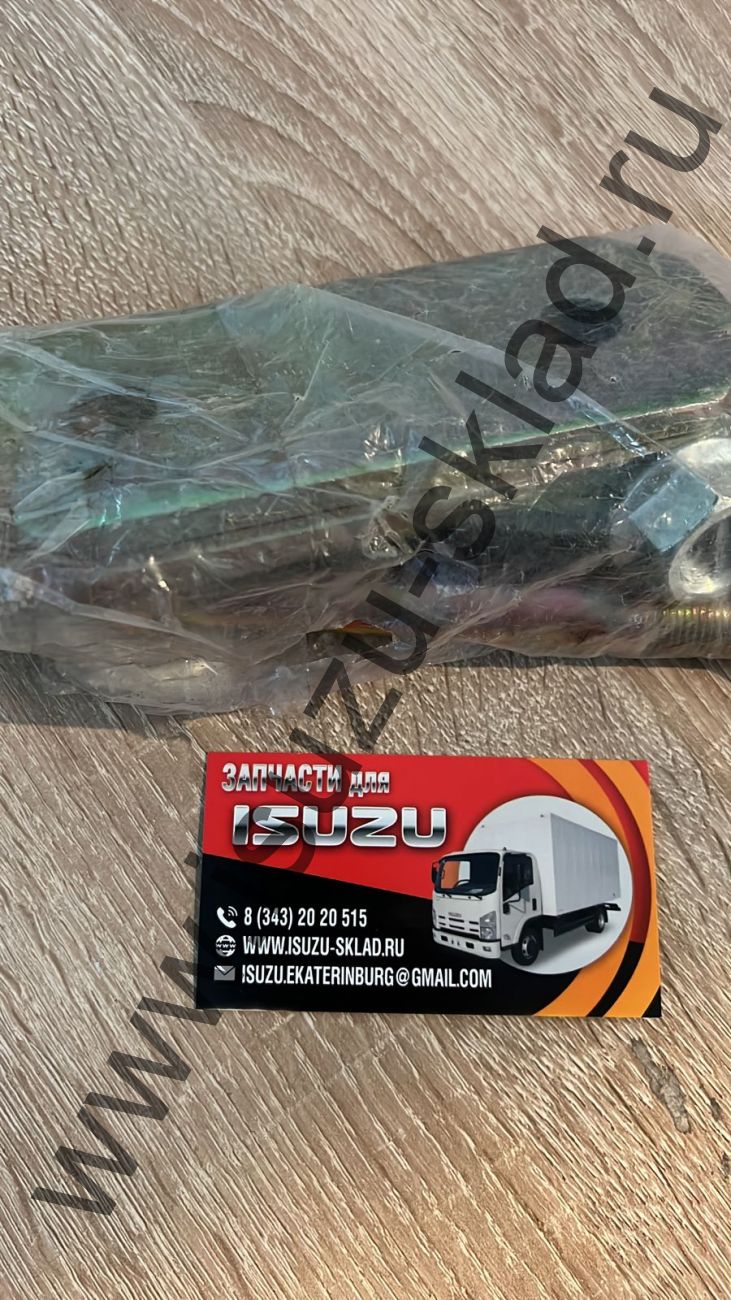 www.isuzu-sklad.ru
ЗАПЧАСТИ для
ISUZU
8 (343) 20 20 515
WWW.ISUZU-SKLAD.RU
ISUZU.EKATERINBURG@GMAIL.COM